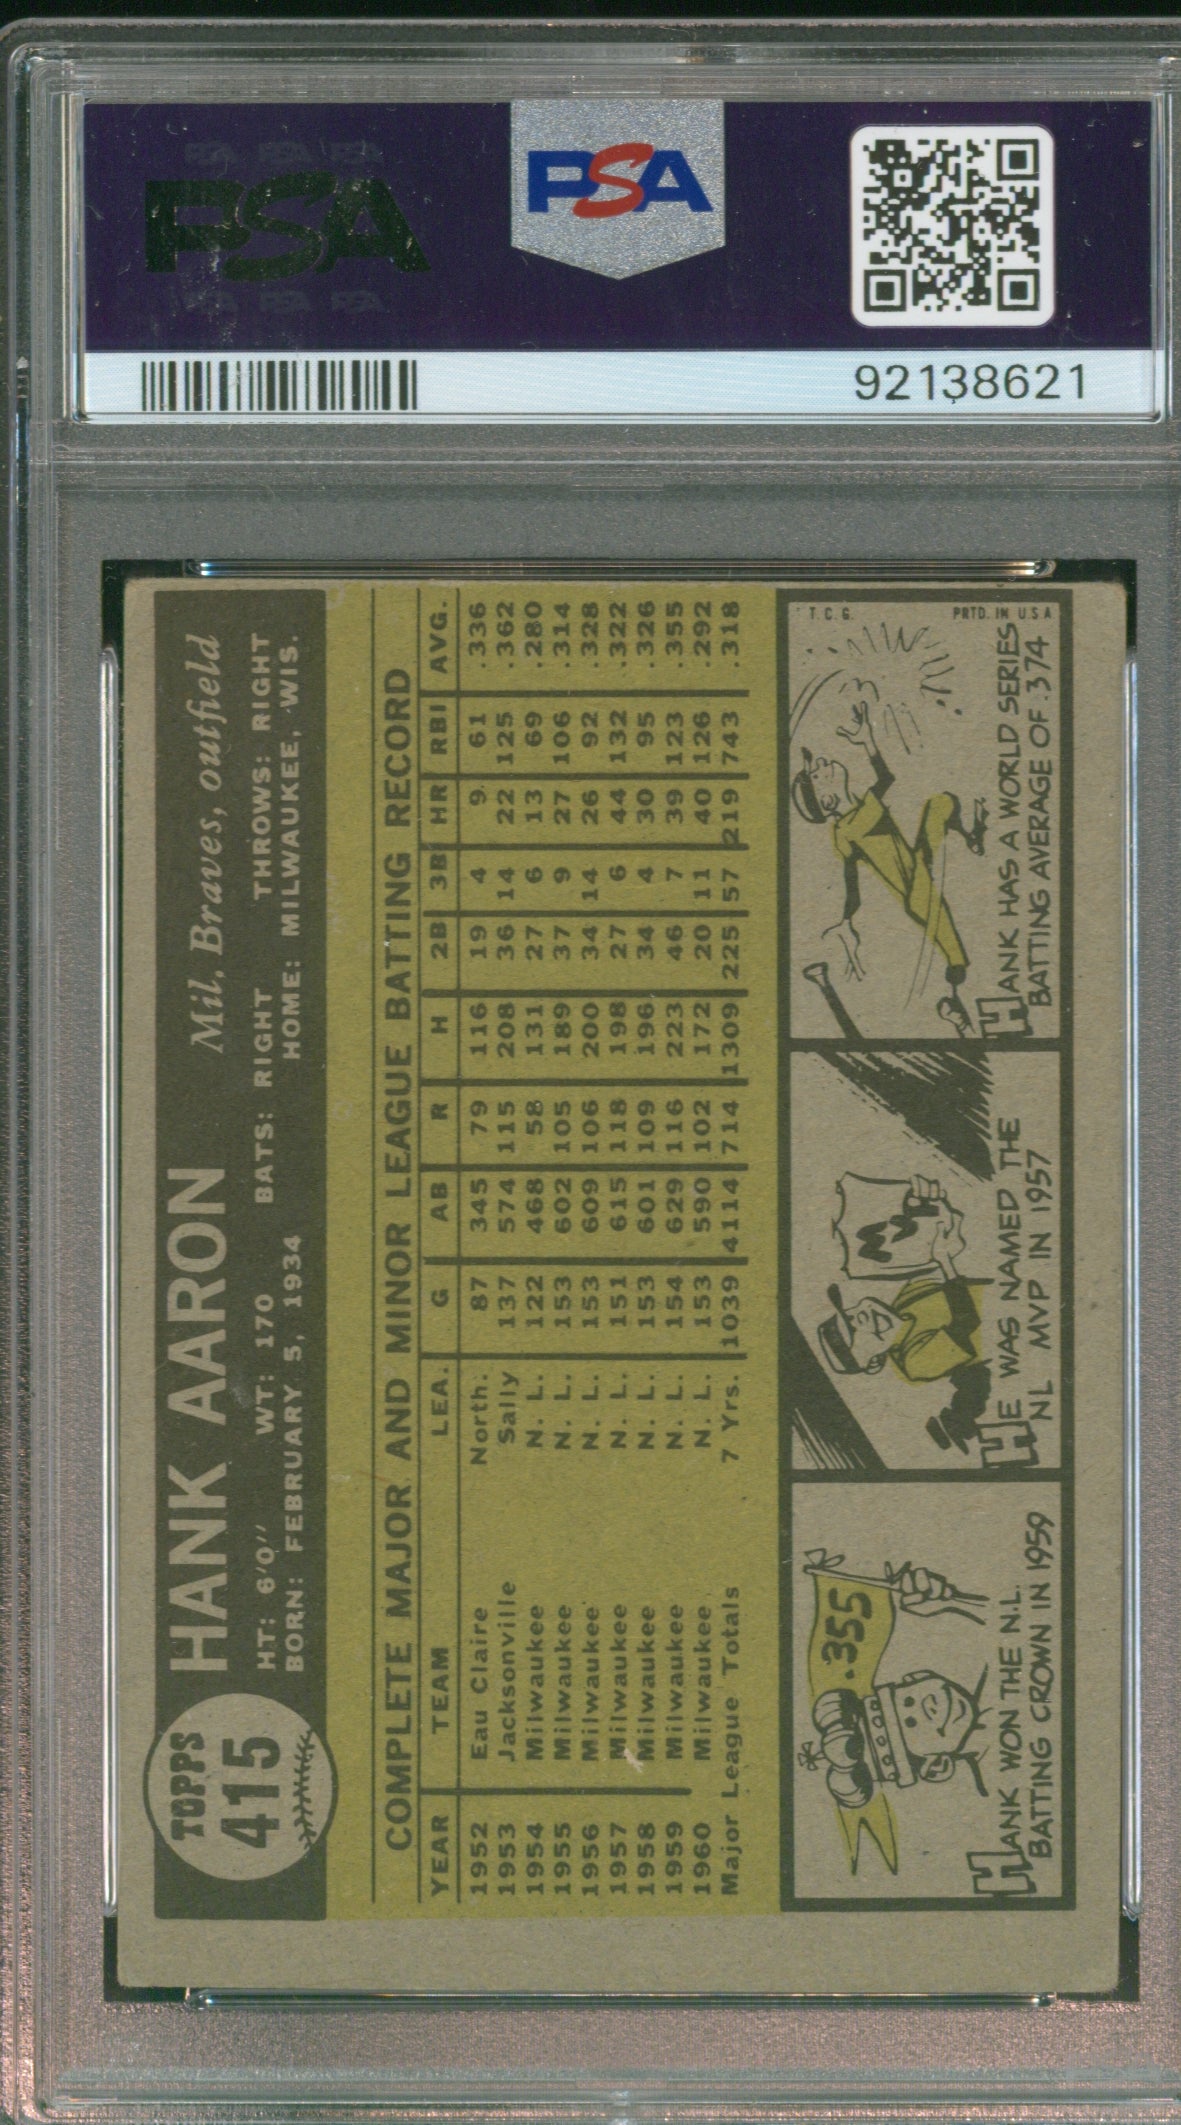 PSA PSA PSA
PSA
PSA PSA PSA
PSA
92138621
TOPPS
415
HANK AARON Mil. Braves, outfield
HT: 6'0" WT: 170 BATS: RIGHT THROWS: RIGHT
BORN: FEBRUARY 5, 1934 HOME: MILWAUKEE, WIS.
COMPLETE MAJOR AND MINOR LEAGUE BATTING RECORD
YEAR TEAM LEA. G AB R H 2B 3B HR RBI AVG.
1952 Eau Claire North. 87 345 79 116 19 4 9 61 .336
1953 Jacksonville Sally 137 574 115 208 36 14 22 125 .362
1954 Milwaukee N. L. 122 468 58 131 27 6 13 69 .280
1955 Milwaukee N. L. 153 602 105 189 37 9 27 106 .314
1956 Milwaukee N. L. 153 609 106 200 34 14 26 92 .328
1957 Milwaukee N. L. 151 615 118 198 27 6 44 132 .322
1958 Milwaukee N. L. 153 601 109 196 34 4 30 95 .326
1959 Milwaukee N. L. 154 629 116 223 46 7 39 123 .355
1960 Milwaukee N. L. 153 590 102 172 20 11 40 126 .292
Major League Totals 7 Yrs. 1039 4114 714 1309 225 57 219 743 .318
.355
HANK WON THE N.L.
BATTING CROWN IN 1959
MVP
HE WAS NAMED THE
NL MVP IN 1957
T.C.G.
PRTD. IN U.S.A
HANK HAS A WORLD SERIES
BATTING AVERAGE OF .374